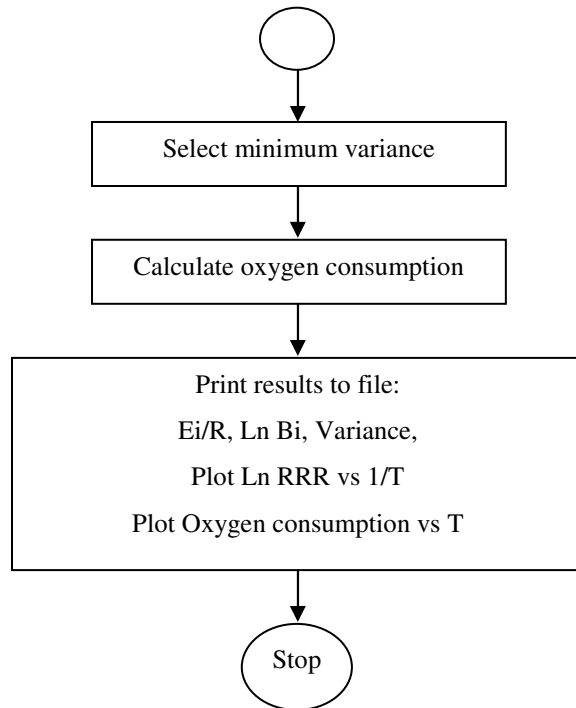 Select minimum variance
Calculate oxygen consumption
Print results to file:
Ei/R, Ln Bi, Variance,
Plot Ln RRR vs 1/T
Plot Oxygen consumption vs T
Stop